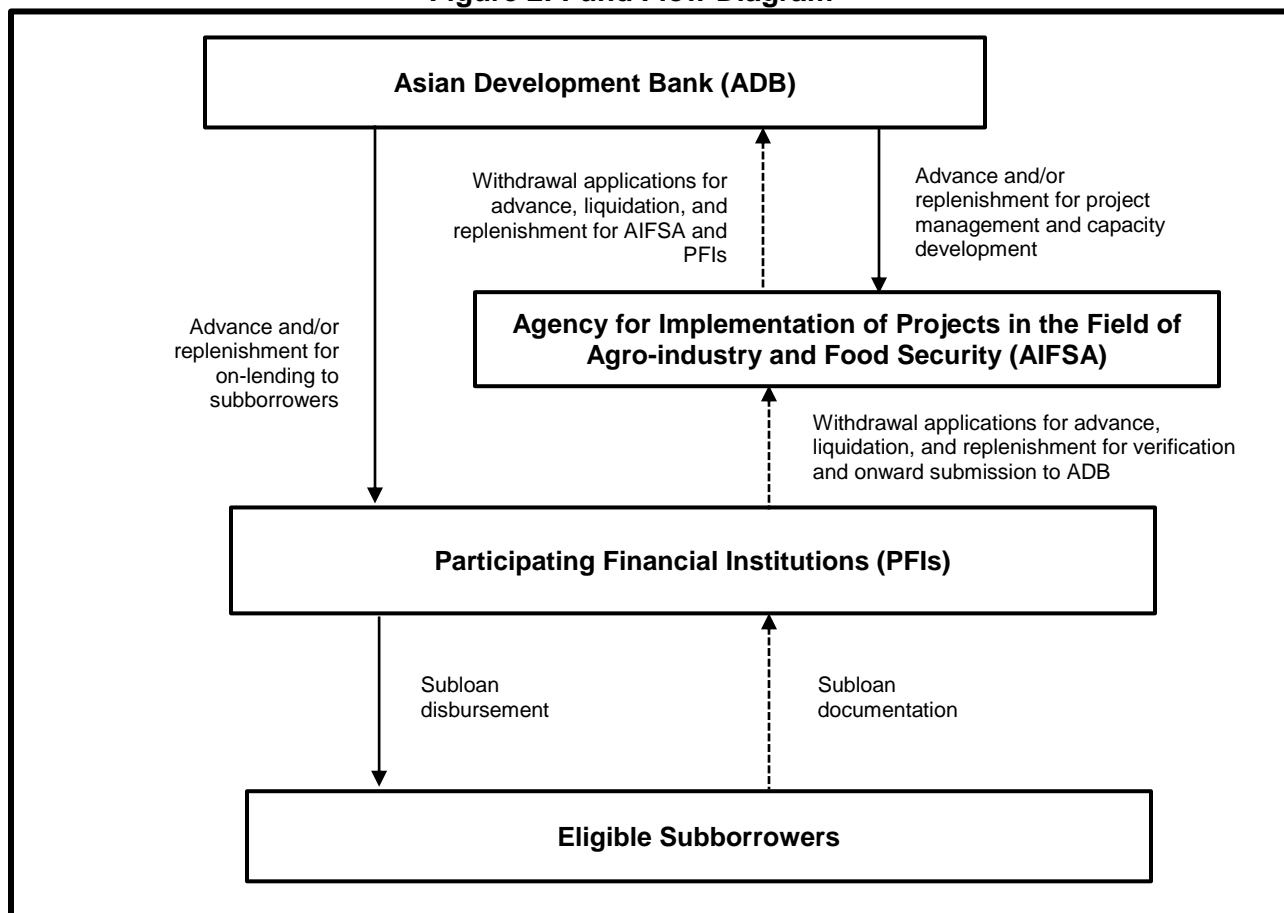 Asian Development Bank (ADB)
Withdrawal applications for
advance, liquidation, and
replenishment for AIFSA and
PFIs
Advance and/or
replenishment for project
management and capacity
development
Agency for Implementation of Projects in the Field of
Agro-industry and Food Security (AIFSA)
Advance and/or
replenishment for
on-lending to
subborrowers
Withdrawal applications for advance,
liquidation, and replenishment for verification
and onward submission to ADB
Participating Financial Institutions (PFIs)
Subloan
disbursement
Subloan
documentation
Eligible Subborrowers